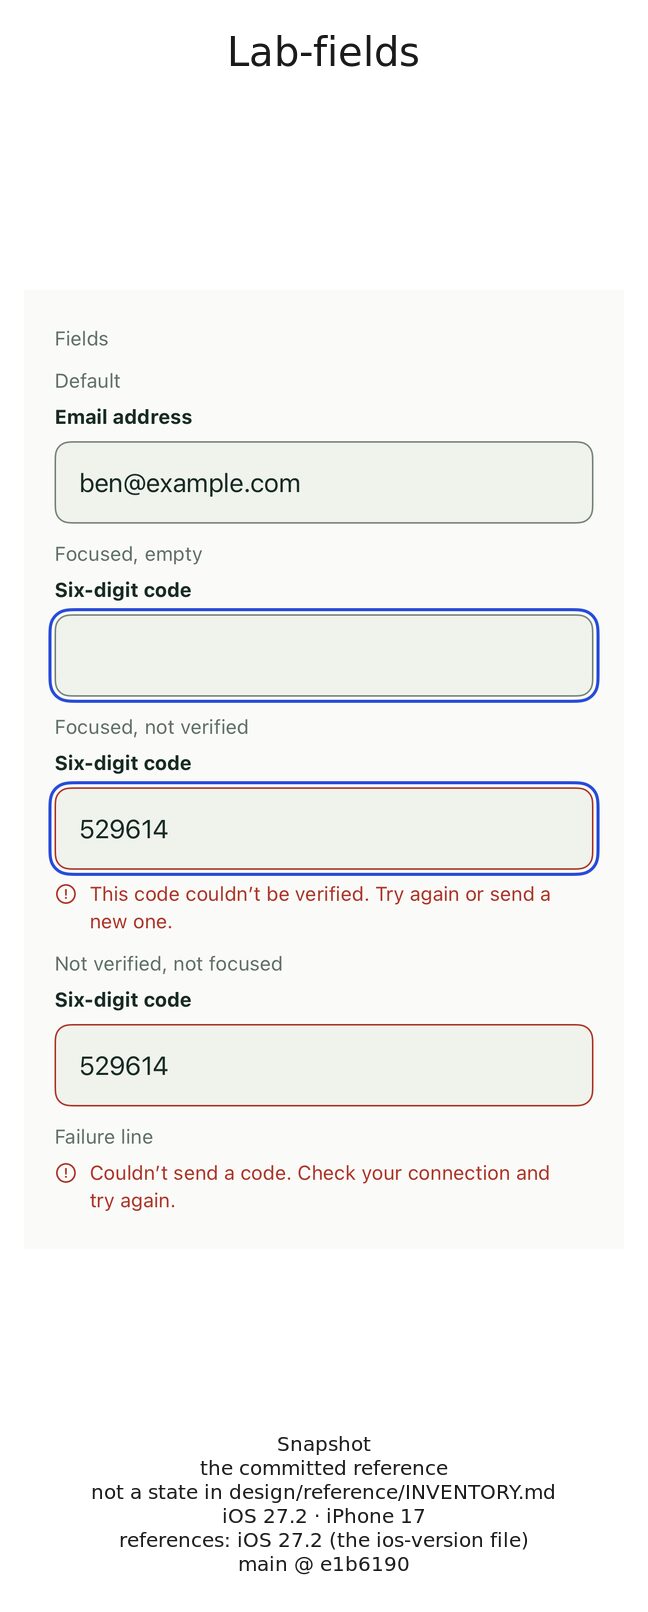 Lab-fields
Fields
Default
Email address
ben@example.com
Focused, empty
Six-digit code
Focused, not verified
Six-digit code
529614
This code couldn’t be verified. Try again or send a
new one.
Not verified, not focused
Six-digit code
529614
Failure line
Couldn’t send a code. Check your connection and
try again.
Snapshot
the committed reference
not a state in design/reference/INVENTORY.md
iOS 27.2 · iPhone 17
references: iOS 27.2 (the ios-version file)
main @ e1b6190